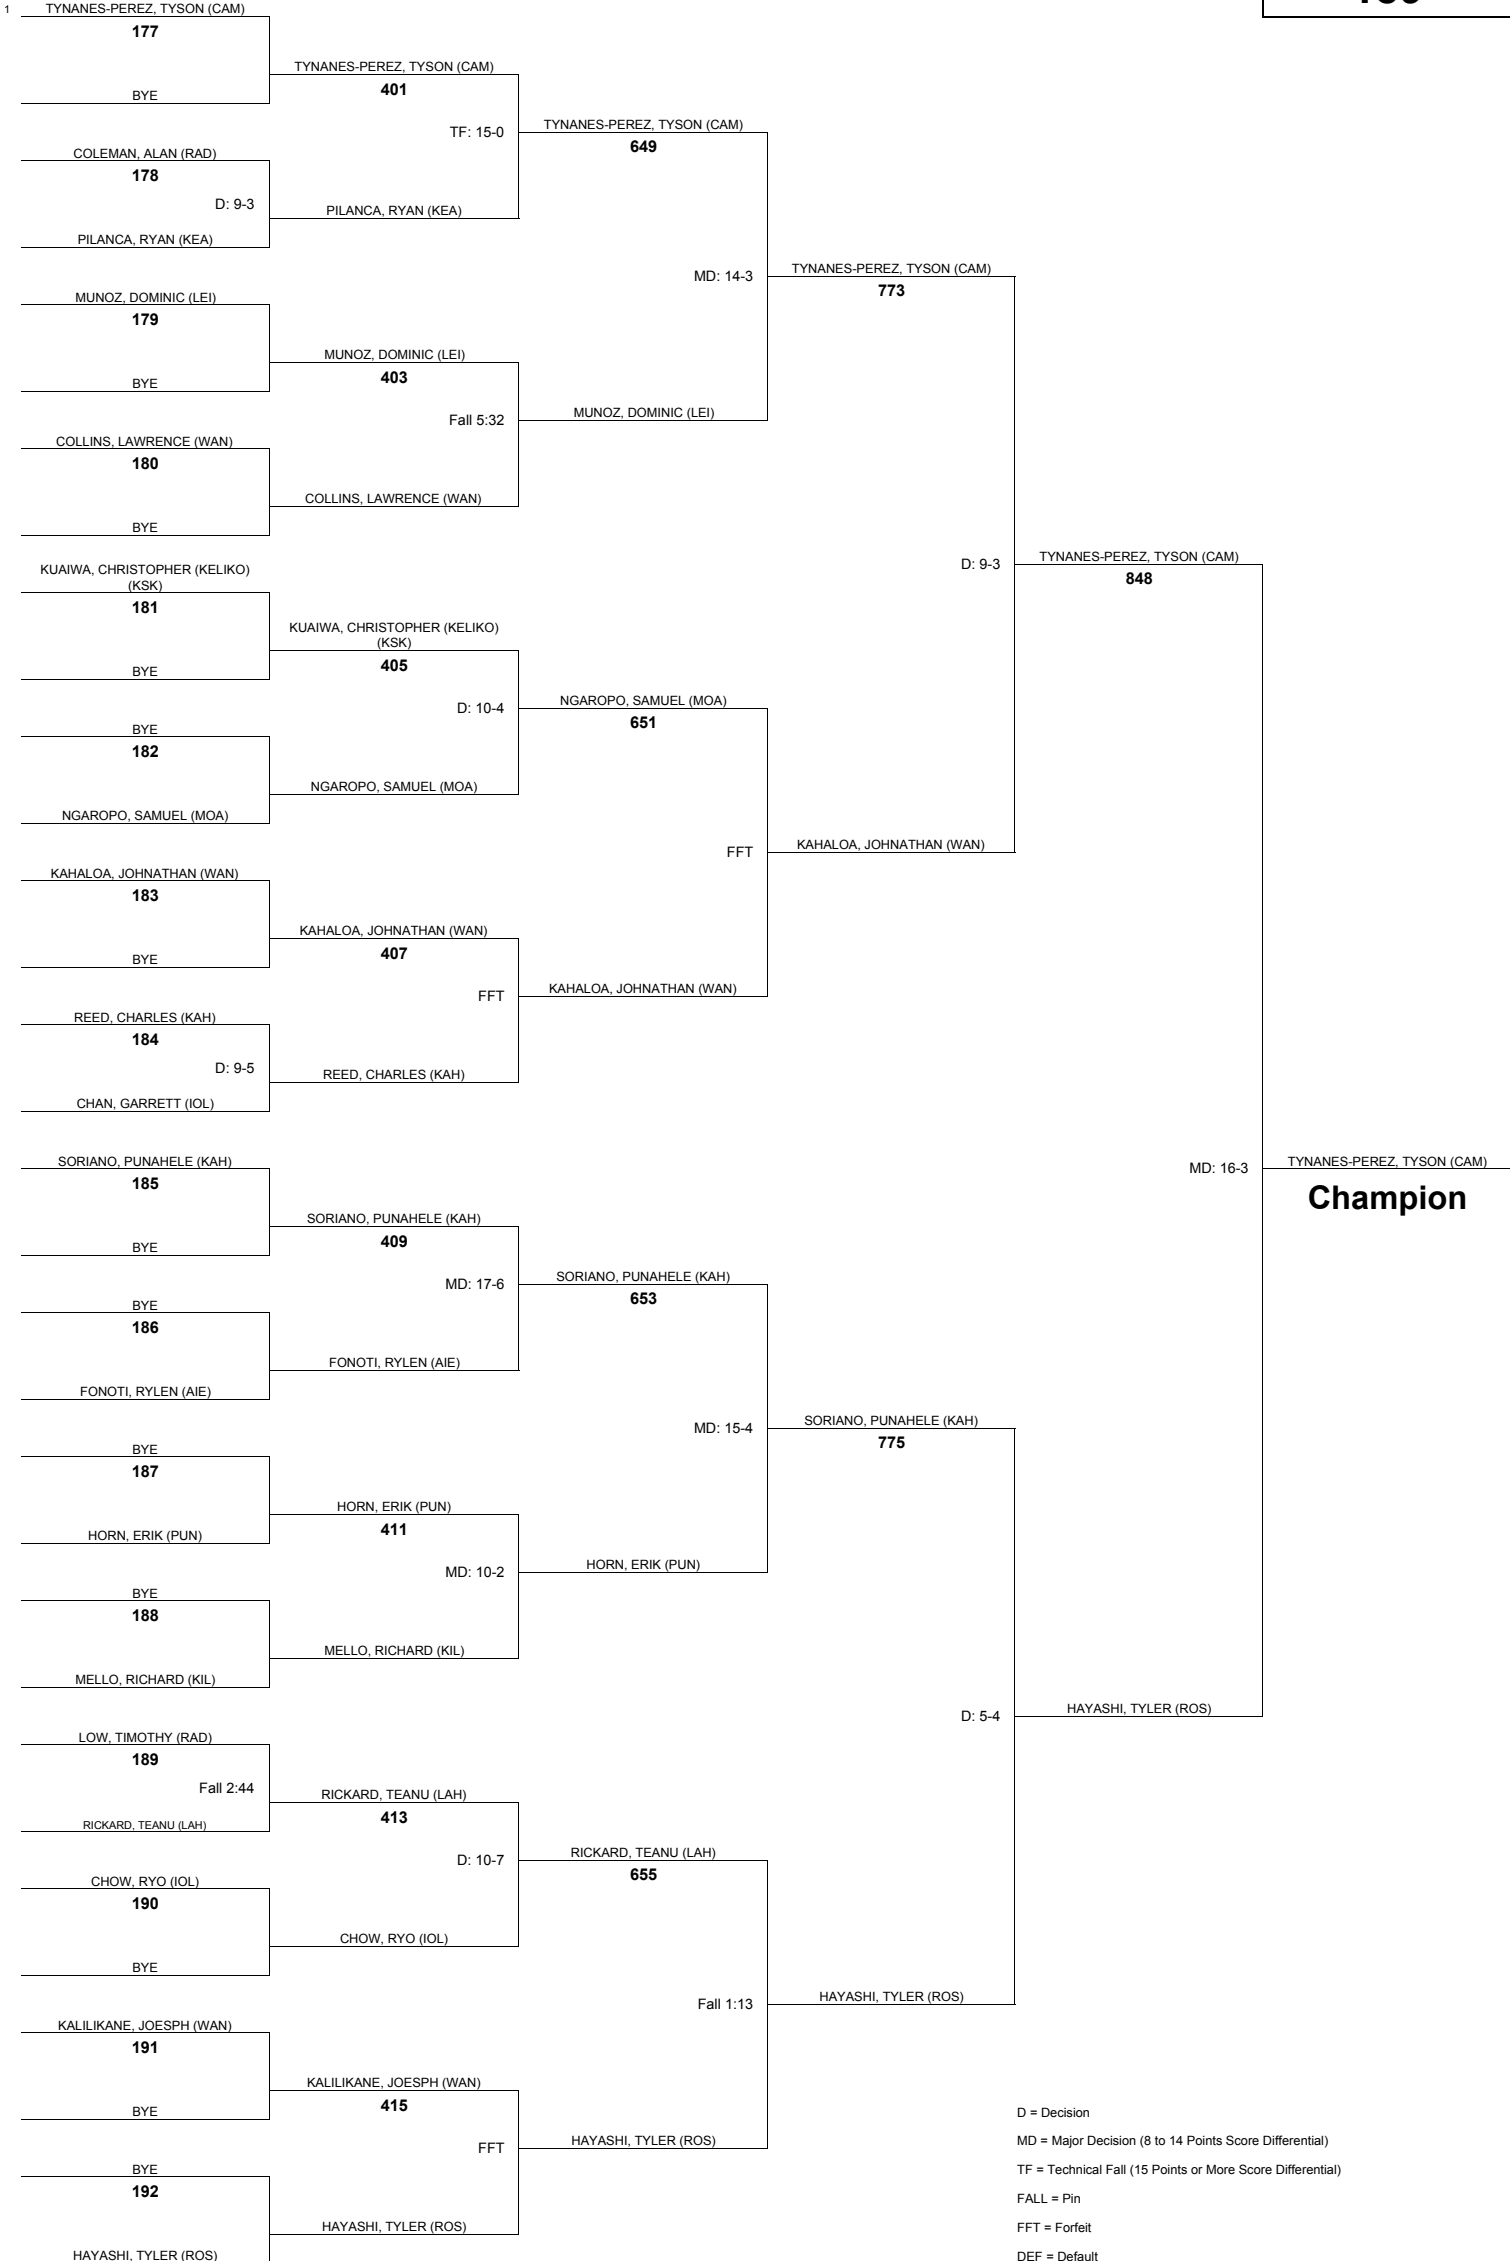 1
TYNANES-PEREZ, TYSON (CAM)
177
BYE
COLEMAN, ALAN (RAD)
178
D: 9-3
PILANCA, RYAN (KEA)
MUNOZ, DOMINIC (LEI)
179
BYE
COLLINS, LAWRENCE (WAN)
180
BYE
KUAIWA, CHRISTOPHER (KELIKO)
(KSK)
181
BYE
BYE
182
NGAROPO, SAMUEL (MOA)
KAHALOA, JOHNATHAN (WAN)
183
BYE
REED, CHARLES (KAH)
184
D: 9-5
CHAN, GARRETT (IOL)
SORIANO, PUNAHELE (KAH)
185
BYE
BYE
186
FONOTI, RYLEN (AIE)
BYE
187
HORN, ERIK (PUN)
BYE
188
MELLO, RICHARD (KIL)
LOW, TIMOTHY (RAD)
189
Fall 2:44
RICKARD, TEANU (LAH)
CHOW, RYO (IOL)
190
BYE
KALILIKANE, JOESPH (WAN)
191
BYE
BYE
192
HAYASHI, TYLER (ROS)
TYNANES-PEREZ, TYSON (CAM)
401
TF: 15-0
PILANCA, RYAN (KEA)
MUNOZ, DOMINIC (LEI)
403
Fall 5:32
COLLINS, LAWRENCE (WAN)
KUAIWA, CHRISTOPHER (KELIKO)
(KSK)
405
D: 10-4
NGAROPO, SAMUEL (MOA)
KAHALOA, JOHNATHAN (WAN)
407
FFT
REED, CHARLES (KAH)
SORIANO, PUNAHELE (KAH)
409
MD: 17-6
FONOTI, RYLEN (AIE)
HORN, ERIK (PUN)
411
MD: 10-2
MELLO, RICHARD (KIL)
RICKARD, TEANU (LAH)
413
D: 10-7
CHOW, RYO (IOL)
KALILIKANE, JOESPH (WAN)
415
FFT
HAYASHI, TYLER (ROS)
TYNANES-PEREZ, TYSON (CAM)
649
MD: 14-3
MUNOZ, DOMINIC (LEI)
NGAROPO, SAMUEL (MOA)
651
FFT
KAHALOA, JOHNATHAN (WAN)
SORIANO, PUNAHELE (KAH)
653
MD: 15-4
HORN, ERIK (PUN)
RICKARD, TEANU (LAH)
655
Fall 1:13
HAYASHI, TYLER (ROS)
TYNANES-PEREZ, TYSON (CAM)
773
D: 9-3
KAHALOA, JOHNATHAN (WAN)
SORIANO, PUNAHELE (KAH)
775
D: 5-4
HAYASHI, TYLER (ROS)
TYNANES-PEREZ, TYSON (CAM)
848
MD: 16-3
HAYASHI, TYLER (ROS)
TYNANES-PEREZ, TYSON (CAM)
Champion
D = Decision
MD = Major Decision (8 to 14 Points Score Differential)
TF = Technical Fall (15 Points or More Score Differential)
FALL = Pin
FFT = Forfeit
DEF = Default